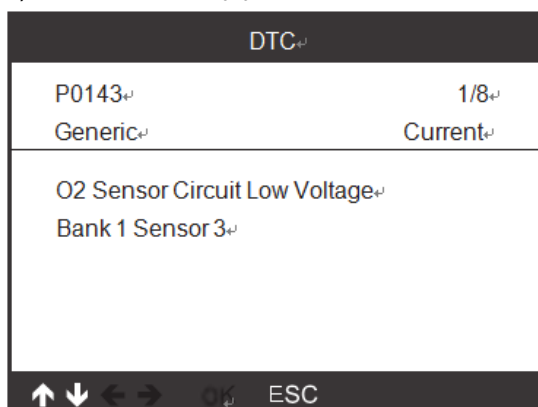 DTC
P0143 1/8
Generic Current
O2 Sensor Circuit Low Voltage
Bank 1 Sensor 3
OK ESC